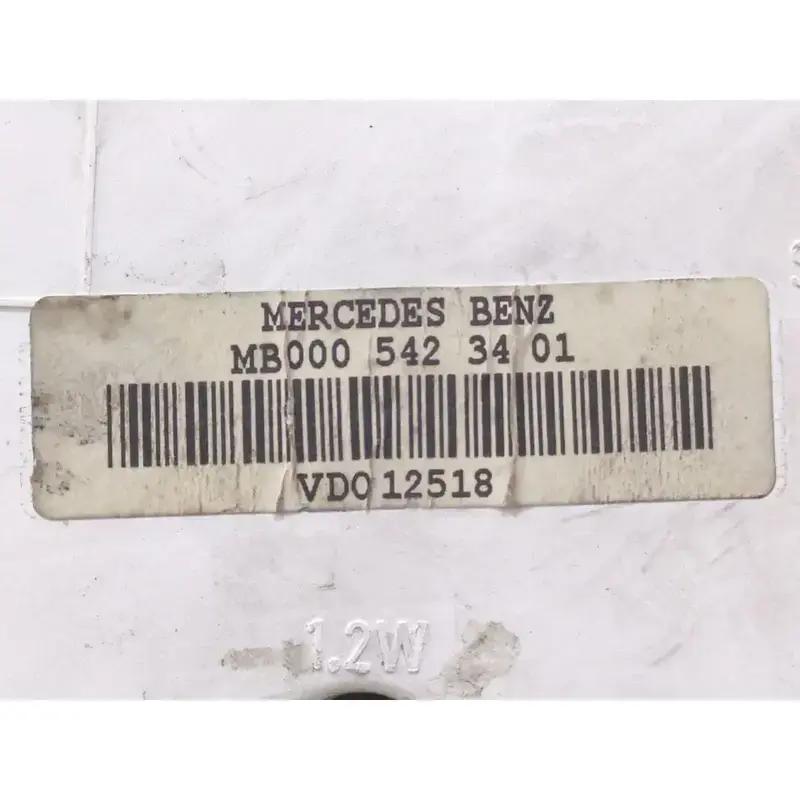 MERCEDES BENZ
MB000 542 34 01
VDO 12518
1.2W